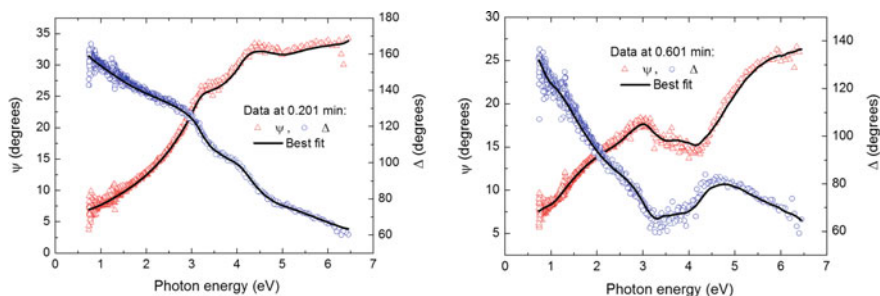 35
30
25
20
15
10
5
0
180
160
140
120
100
80
60
0 1 2 3 4 5 6 7
ψ (degrees)
Δ (degrees)
Photon energy (eV)
Data at 0.201 min:
ψ , Δ
Best fit
30
25
20
15
10
5
140
120
100
80
60
0 1 2 3 4 5 6 7
ψ (degrees)
Δ (degrees)
Photon energy (eV)
Data at 0.601 min:
ψ , Δ
Best fit